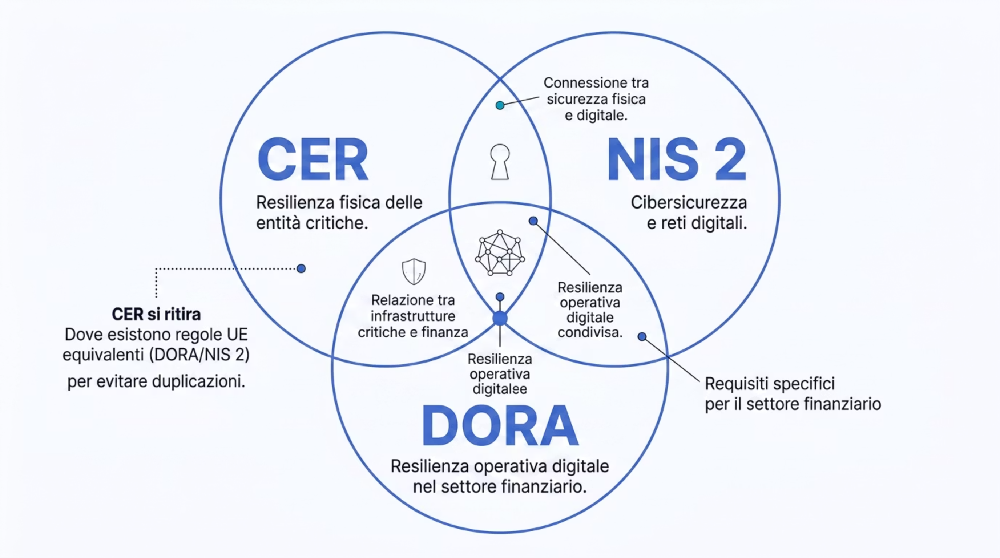 Connessione tra
sicurezza fisica
e digitale.
CER
Resilienza fisica delle
entità critiche.
NIS 2
Cibersicurezza
e reti digitali.
CER si ritira
Dove esistono regole UE
equivalenti (DORA/NIS 2)
per evitare duplicazioni.
Relazione tra
infrastrutture
critiche e finanza
Resilienza
operativa
digitale
condivisa.
Resilienza
operativa
digitalee
Requisiti specifici
per il settore finanziario
DORA
Resilienza operativa digitale
nel settore finanziario.